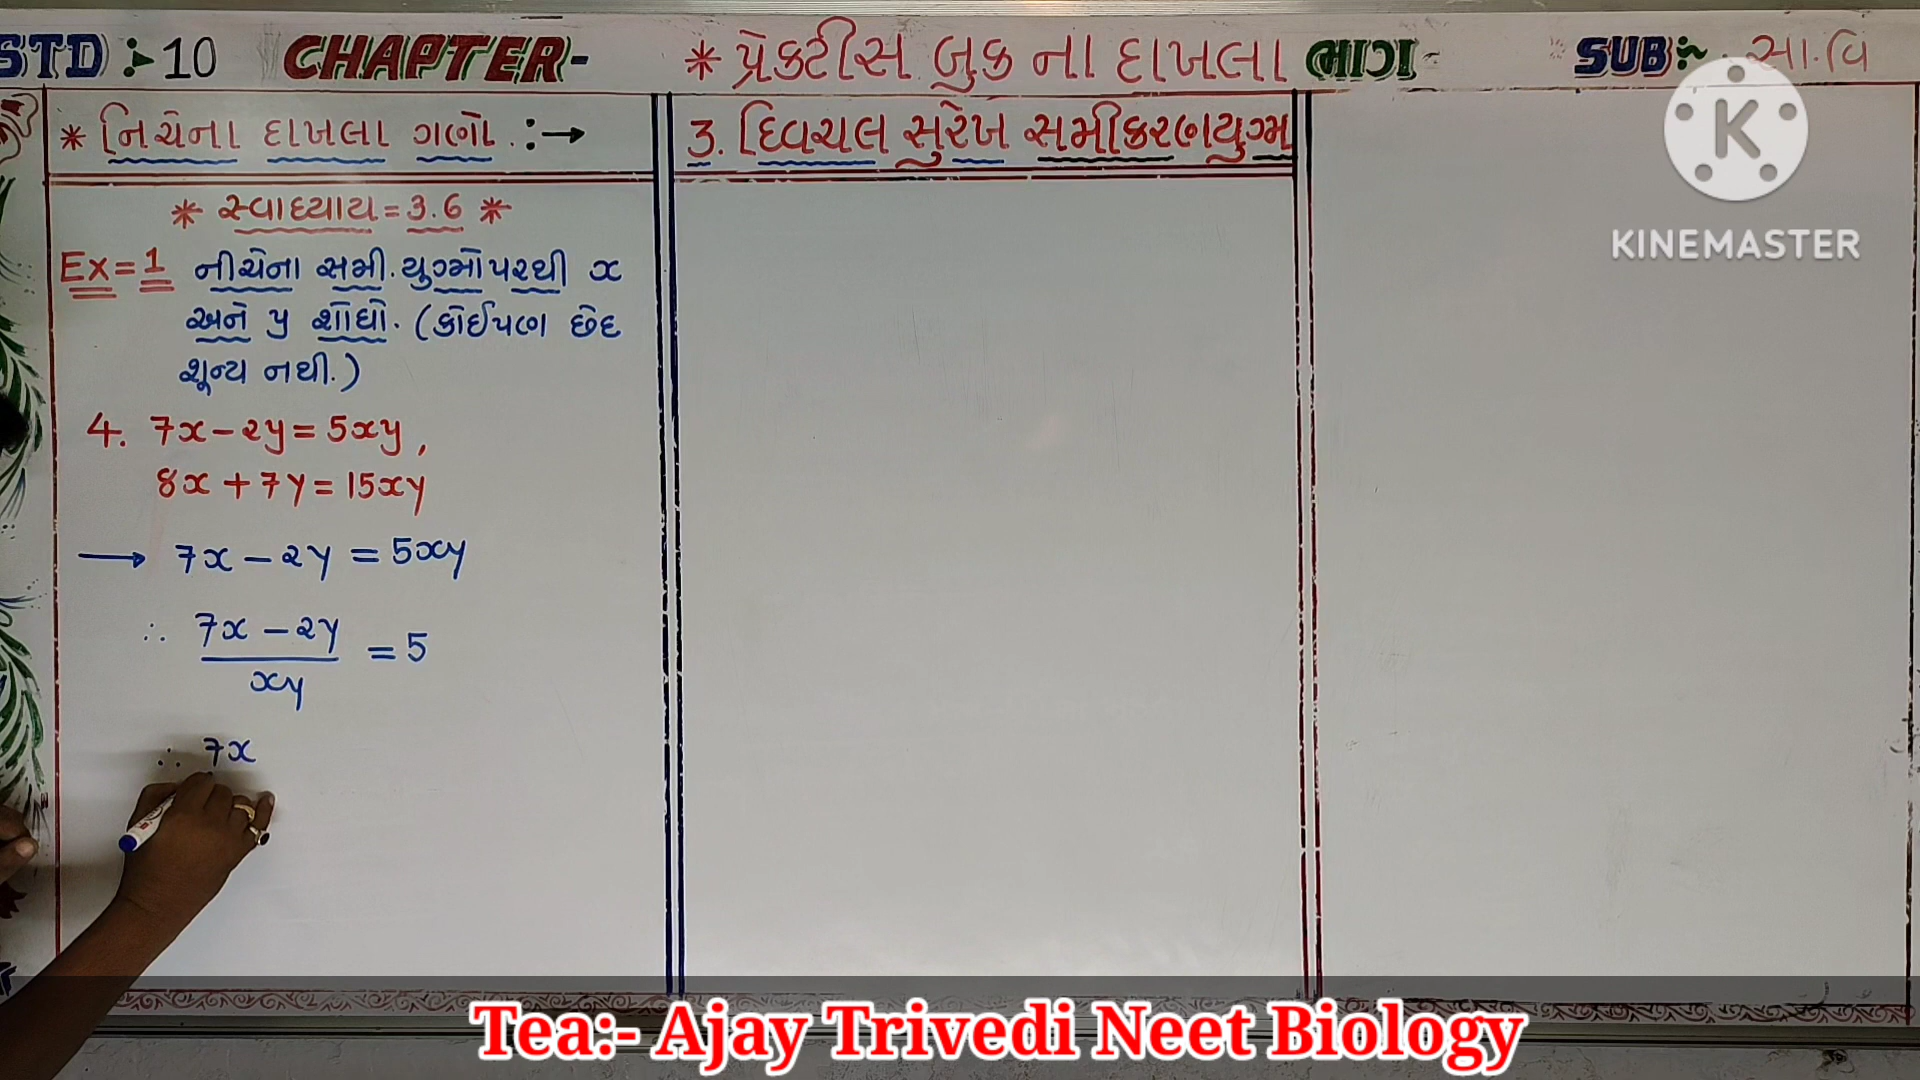 STD :- 10 CHAPTER- * પ્રેક્ટીસ બુક ના દાખલા ભાગ- SUB:~ સા.વિ
* નિચેના દાખલા ગણો. :→
3. દ્વિચલ સુરેખ સમીકરણયુગ્મ
K
KINEMASTER
* સ્વાધ્યાય = 3.6 *
Ex = 1 નીચેના સમી. યુગ્મો પરથી x
અને y શોધો. (કોઈપણ છેદ
શૂન્ય નથી.)
4. 7x - 2y = 5xy,
8x + 7y = 15xy
→ 7x - 2y = 5xy
∴ 7x - 2y
= 5
xy
∴ 7x
Tea:- Ajay Trivedi Neet Biology